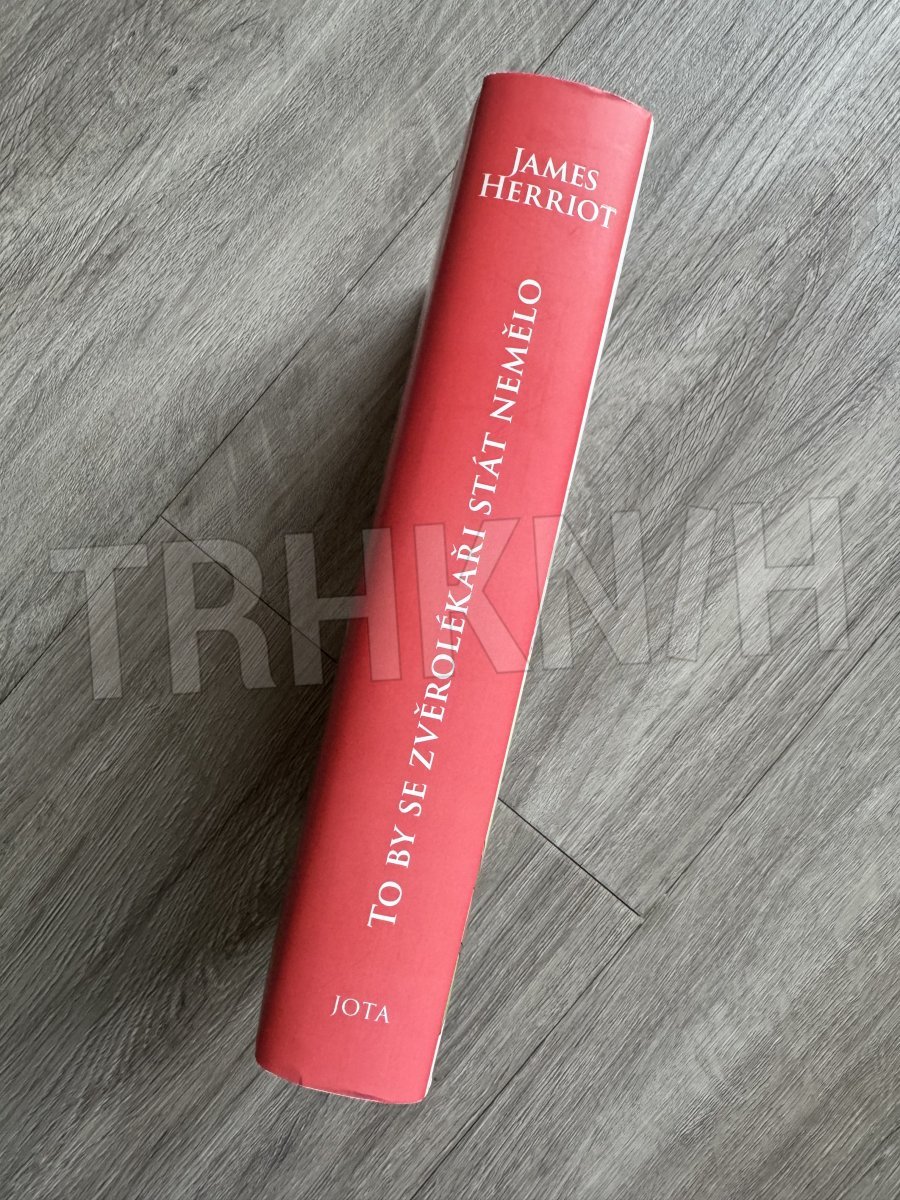 JAMES
HERRIOT
TO BY SE ZVĚROLÉKAŘI STÁT NEMĚLO
JOTA
TRHKNIH